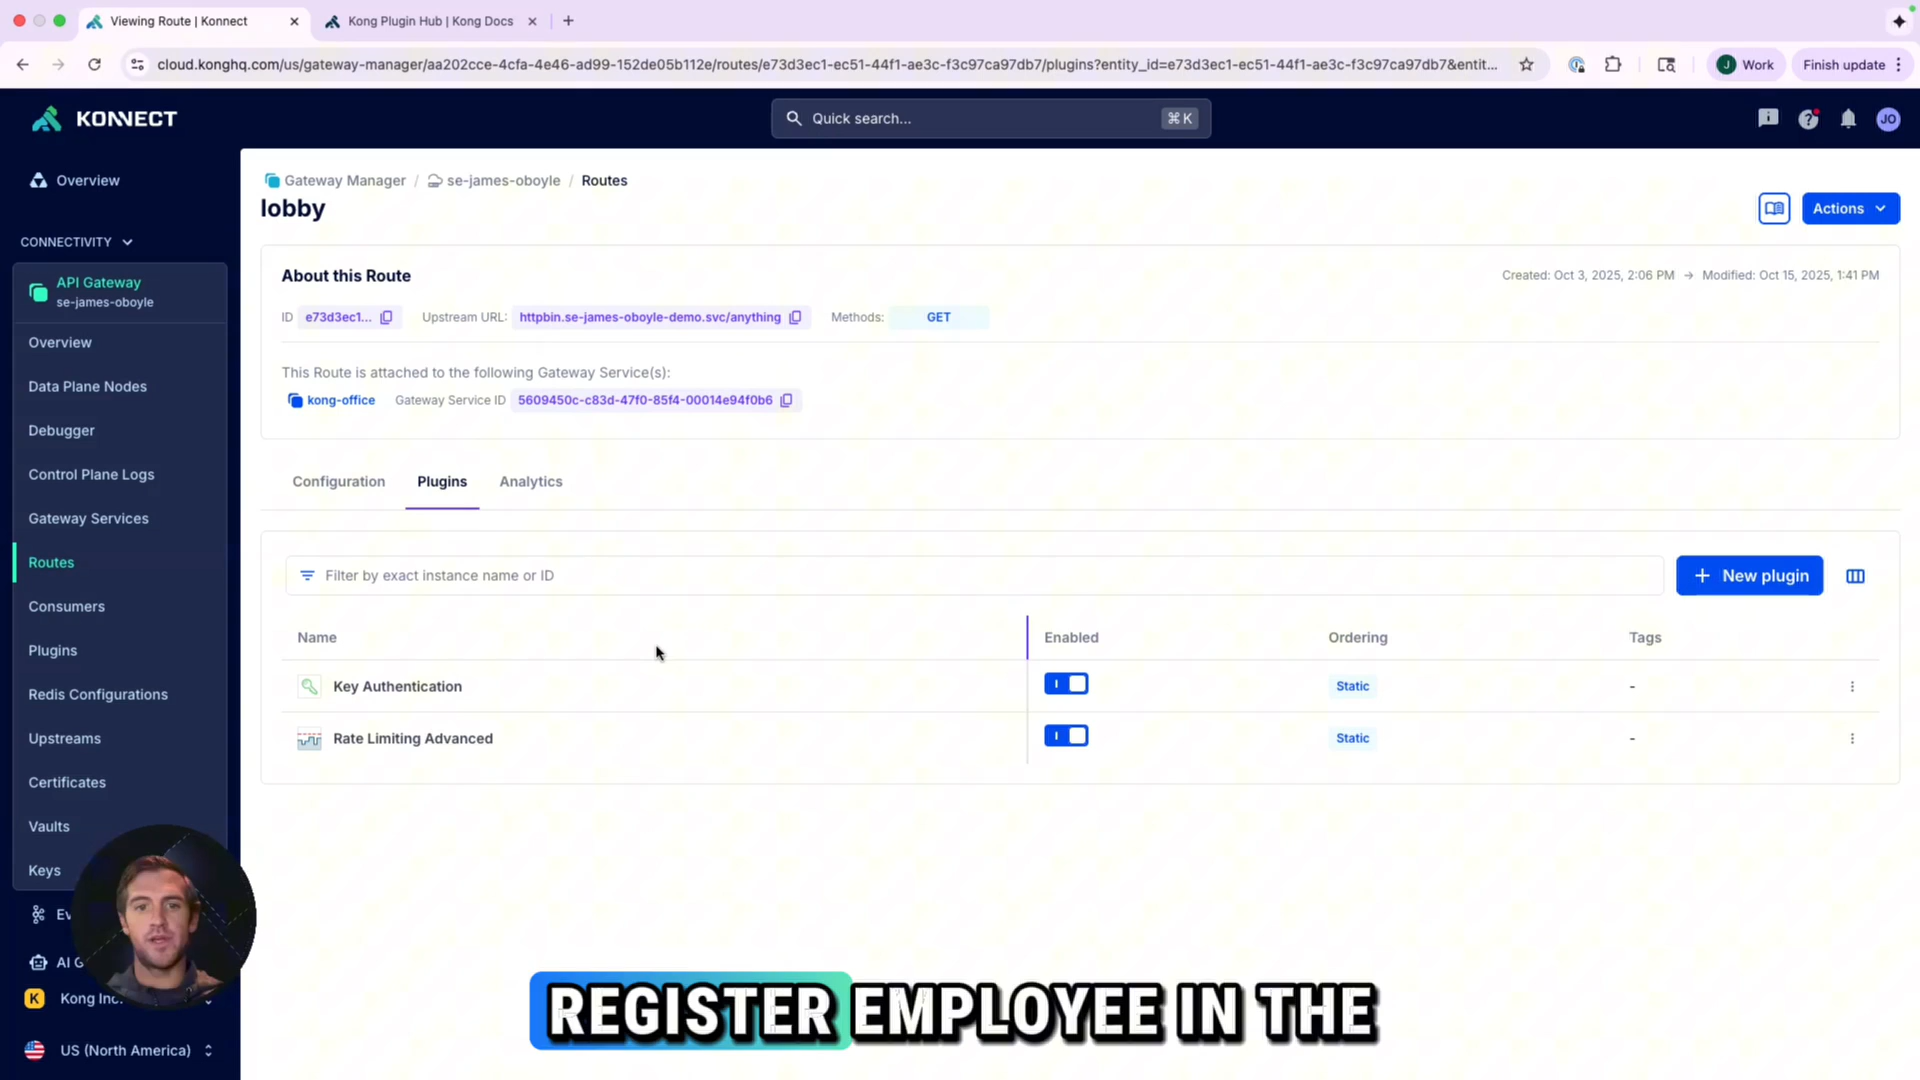 Viewing Route | Konnect
Kong Plugin Hub | Kong Docs
cloud.konghq.com/us/gateway-manager/aa202cce-4cfa-4e46-ad99-152de05b112e/routes/e73d3ec1-ec51-44f1-ae3c-f3c97ca97db7/plugins?entity_id=e73d3ec1-ec51-44f1-ae3c-f3c97ca97db7&entit...
J Work
Finish update
KONNECT
Quick search...
⌘ K
JO
Overview
CONNECTIVITY
API Gateway
se-james-oboyle
Overview
Data Plane Nodes
Debugger
Control Plane Logs
Gateway Services
Routes
Consumers
Plugins
Redis Configurations
Upstreams
Certificates
Vaults
Keys
Ev
AI G
K Kong Inc.
US (North America)
Gateway Manager / se-james-oboyle / Routes
lobby
Actions
About this Route
Created: Oct 3, 2025, 2:06 PM → Modified: Oct 15, 2025, 1:41 PM
ID e73d3ec1... Upstream URL: httpbin.se-james-oboyle-demo.svc/anything Methods: GET
This Route is attached to the following Gateway Service(s):
kong-office Gateway Service ID 5609450c-c83d-47f0-85f4-00014e94f0b6
Configuration Plugins Analytics
Filter by exact instance name or ID
+ New plugin
Name Enabled Ordering Tags
Key Authentication Static -
Rate Limiting Advanced Static -
REGISTER EMPLOYEE IN THE